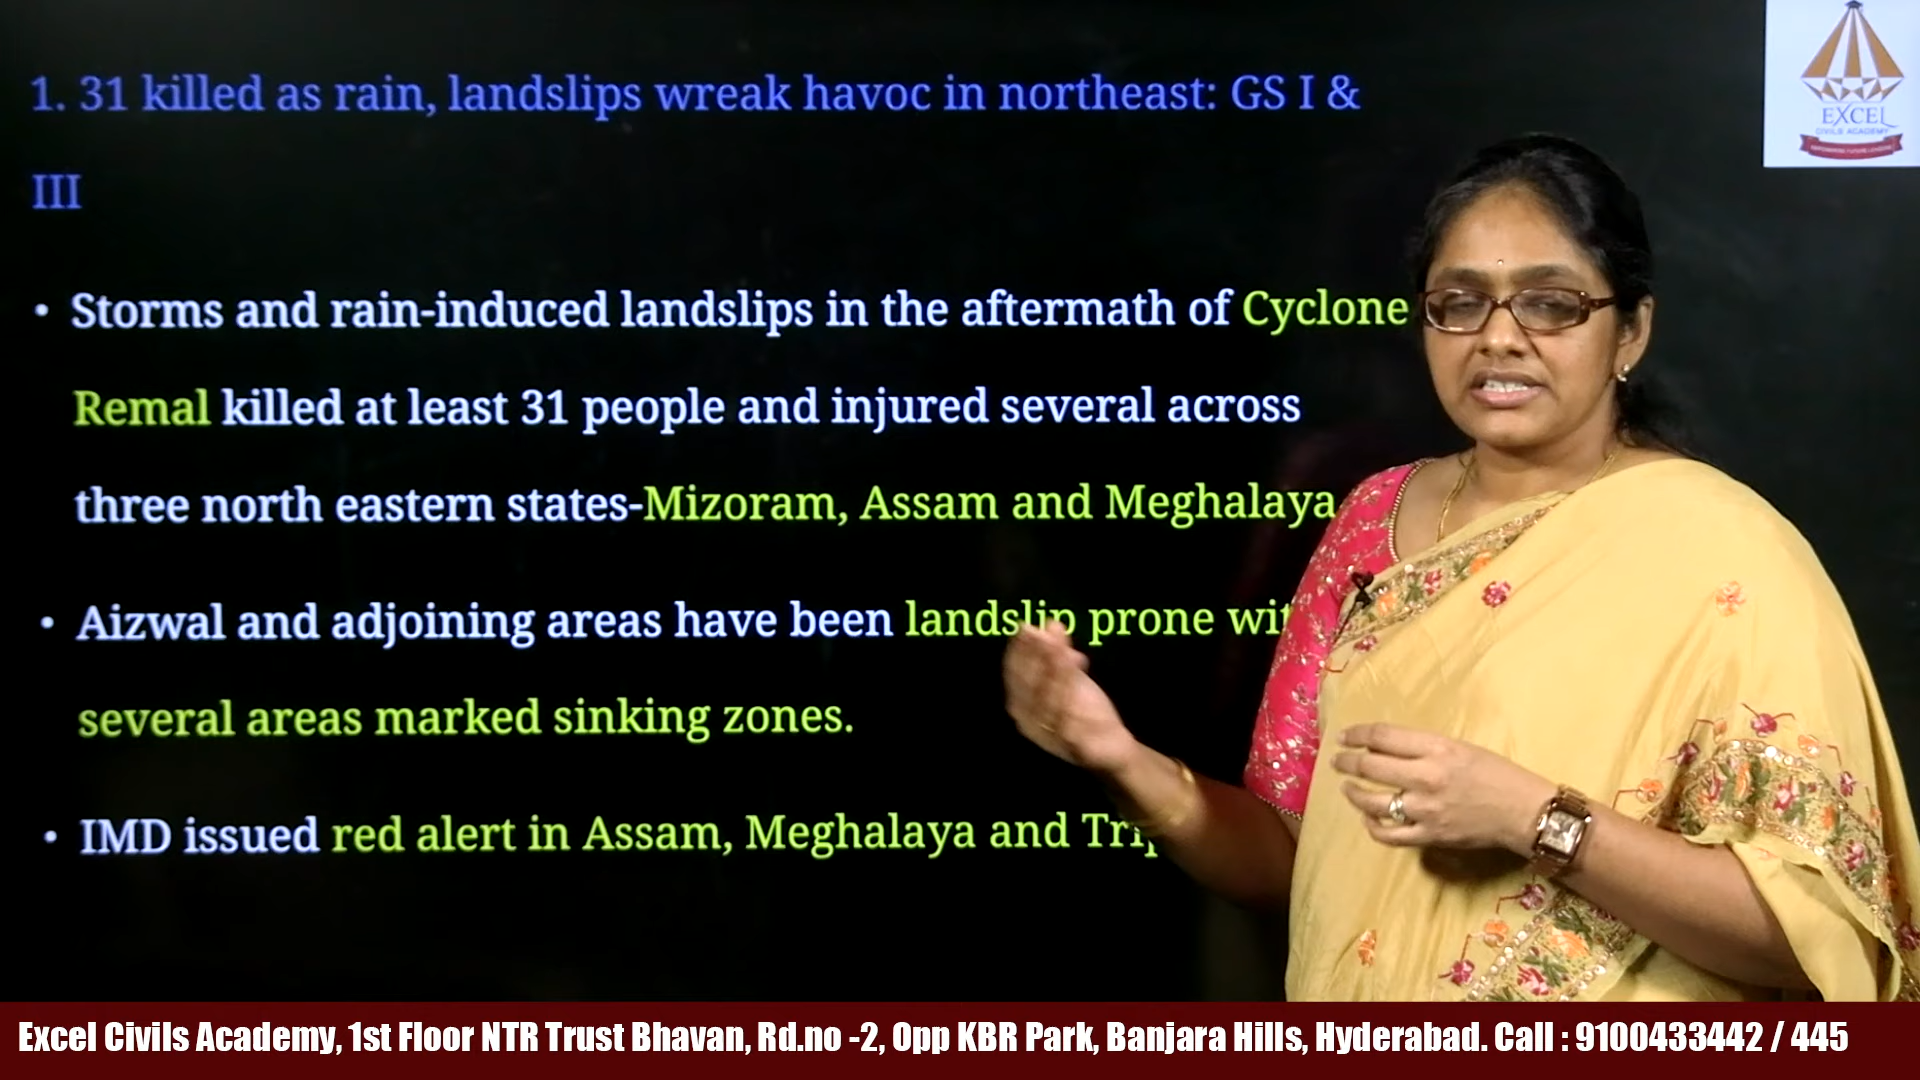 1. 31 killed as rain, landslips wreak havoc in northeast: GS I &
III
• Storms and rain-induced landslips in the aftermath of Cyclone
Remal killed at least 31 people and injured several across
three north eastern states-Mizoram, Assam and Meghalaya
• Aizwal and adjoining areas have been landslip prone
several areas marked sinking zones.
• IMD issued red alert in Assam, Meghalaya and
EXCEL
CIVILS ACADEMY
Excel Civils Academy, 1st Floor NTR Trust Bhavan, Rd.no -2, Opp KBR Park, Banjara Hills, Hyderabad. Call : 9100433442 / 445